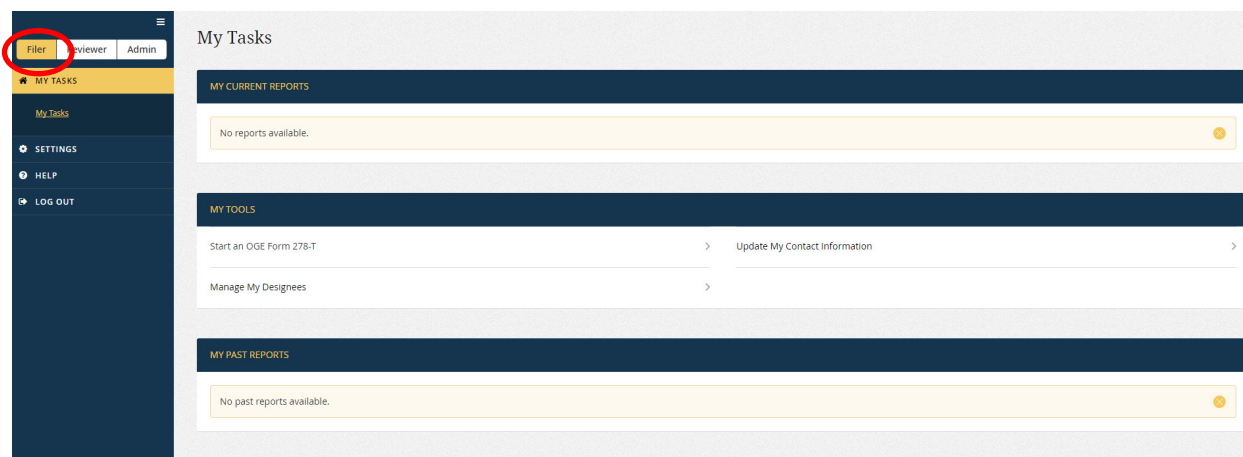 Filer Reviewer Admin
MY TASKS
My Tasks
SETTINGS
HELP
LOG OUT
My Tasks
MY CURRENT REPORTS
No reports available.
MY TOOLS
Start an OGE Form 278-T
Update My Contact Information
Manage My Designees
MY PAST REPORTS
No past reports available.